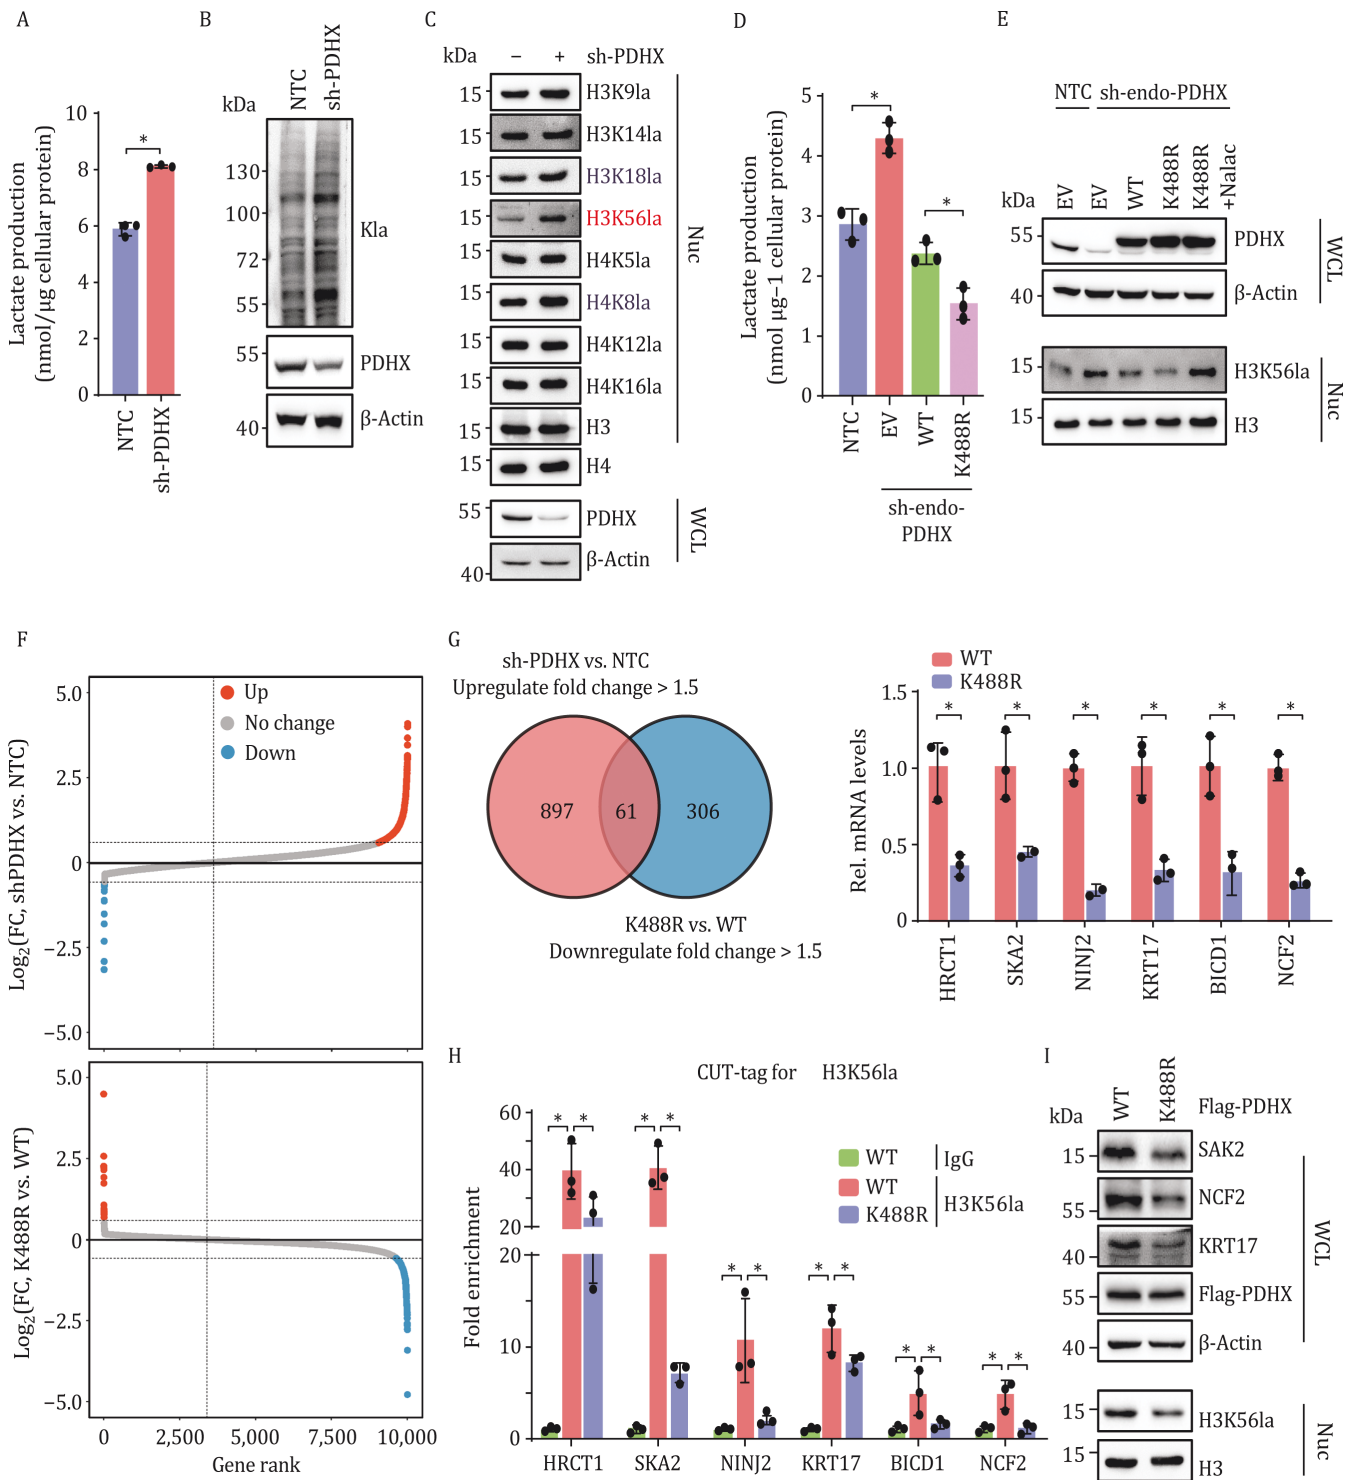 A
Lactate production
(nmol/μg cellular protein)
10
8
6
4
2
0
*
NTC
sh-PDHX
B
NTC
sh-PDHX
kDa
130
100
72
55
Kla
55
PDHX
40
β-Actin
C
kDa
− + sh-PDHX
15 H3K9la
15 H3K14la
15 H3K18la
15 H3K56la
15 H4K5la
15 H4K8la
15 H4K12la
15 H4K16la
15 H3
15 H4
Nuc
55 PDHX
β-Actin
40
WCL
D
Lactate production
(nmol μg−1 cellular protein)
5
4
3
2
1
0
*
*
NTC
EV
WT
K488R
sh-endo-
PDHX
E
NTC sh-endo-PDHX
kDa
EV
EV
WT
K488R
K488R
+Nalac
55 PDHX
40 β-Actin
WCL
15 H3K56la
15 H3
Nuc
F
Log2(FC, shPDHX vs. NTC)
5.0
2.5
0
−2.5
−5.0
Up
No change
Down
Log2(FC, K488R vs. WT)
5.0
2.5
0
−2.5
−5.0
0 2,500 5,000 7,500 10,000
Gene rank
G
sh-PDHX vs. NTC
Upregulate fold change > 1.5
897 61 306
K488R vs. WT
Downregulate fold change > 1.5
WT
K488R
Rel. mRNA levels
1.5
1.0
0.5
0
* * * * * *
HRCT1
SKA2
NINJ2
KRT17
BICD1
NCF2
H
CUT-tag for H3K56la
Fold enrichment
60
40
20
20
10
0
WT IgG
WT
K488R
H3K56la
* * * *
* * * *
* * * *
HRCT1 SKA2 NINJ2 KRT17 BICD1 NCF2
I
WT
K488R
kDa
Flag-PDHX
15 SAK2
55 NCF2
40 KRT17
55 Flag-PDHX
40 β-Actin
WCL
15 H3K56la
15 H3
Nuc